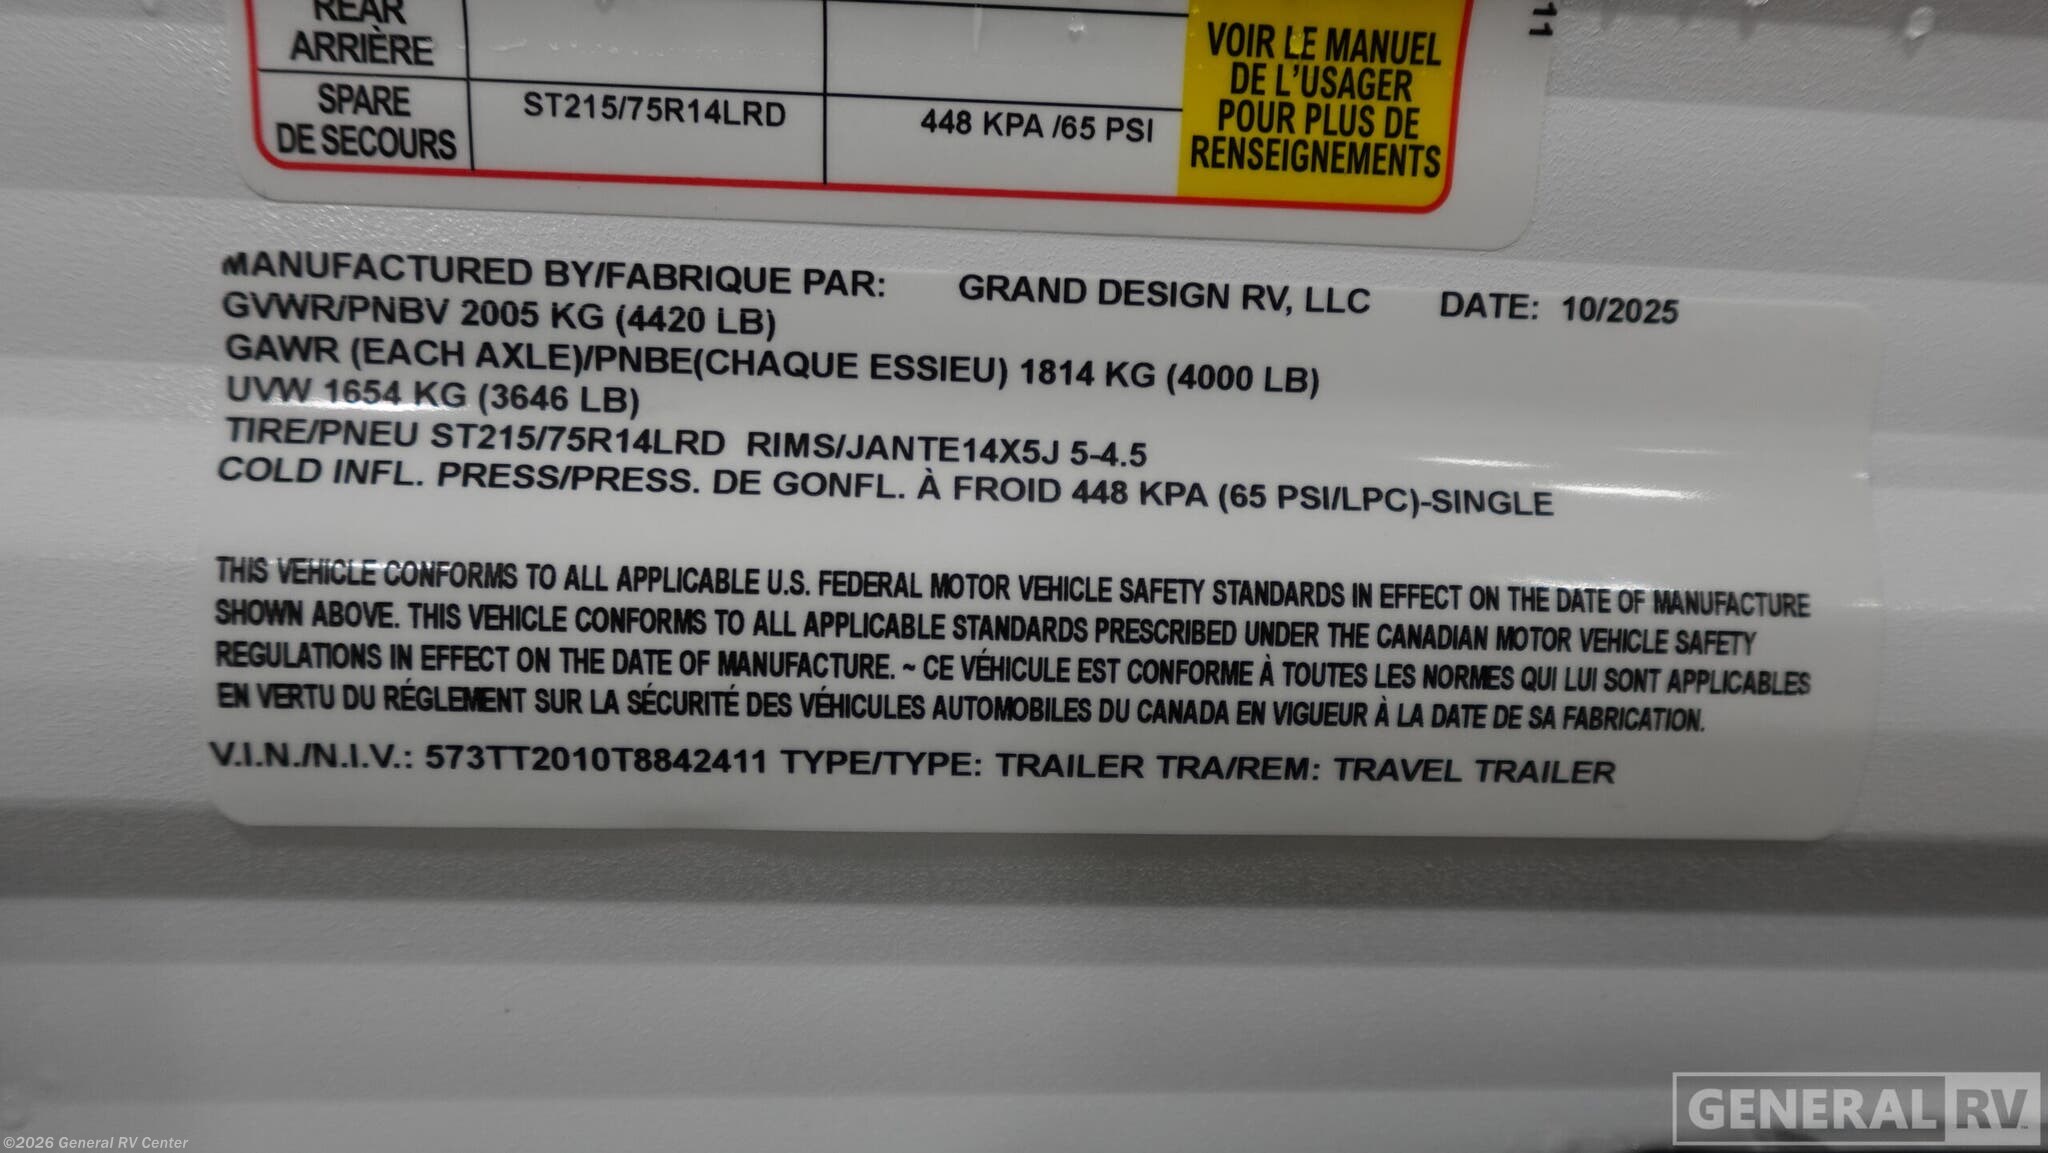 REAR
ARRIÈRE
SPARE
DE SECOURS
ST215/75R14LRD
448 KPA /65 PSI
VOIR LE MANUEL
DE L'USAGER
POUR PLUS DE
RENSEIGNEMENTS
11
MANUFACTURED BY/FABRIQUE PAR: GRAND DESIGN RV, LLC DATE: 10/2025
GVWR/PNBV 2005 KG (4420 LB)
GAWR (EACH AXLE)/PNBE(CHAQUE ESSIEU) 1814 KG (4000 LB)
UVW 1654 KG (3646 LB)
TIRE/PNEU ST215/75R14LRD RIMS/JANTE14X5J 5-4.5
COLD INFL. PRESS/PRESS. DE GONFL. À FROID 448 KPA (65 PSI/LPC)-SINGLE
THIS VEHICLE CONFORMS TO ALL APPLICABLE U.S. FEDERAL MOTOR VEHICLE SAFETY STANDARDS IN EFFECT ON THE DATE OF MANUFACTURE
SHOWN ABOVE. THIS VEHICLE CONFORMS TO ALL APPLICABLE STANDARDS PRESCRIBED UNDER THE CANADIAN MOTOR VEHICLE SAFETY
REGULATIONS IN EFFECT ON THE DATE OF MANUFACTURE. ~ CE VÉHICULE EST CONFORME À TOUTES LES NORMES QUI LUI SONT APPLICABLES
EN VERTU DU RÉGLEMENT SUR LA SÉCURITÉ DES VÉHICULES AUTOMOBILES DU CANADA EN VIGUEUR À LA DATE DE SA FABRICATION.
V.I.N./N.I.V.: 573TT2010T8842411 TYPE/TYPE: TRAILER TRA/REM: TRAVEL TRAILER
GENERAL RV
©2026 General RV Center